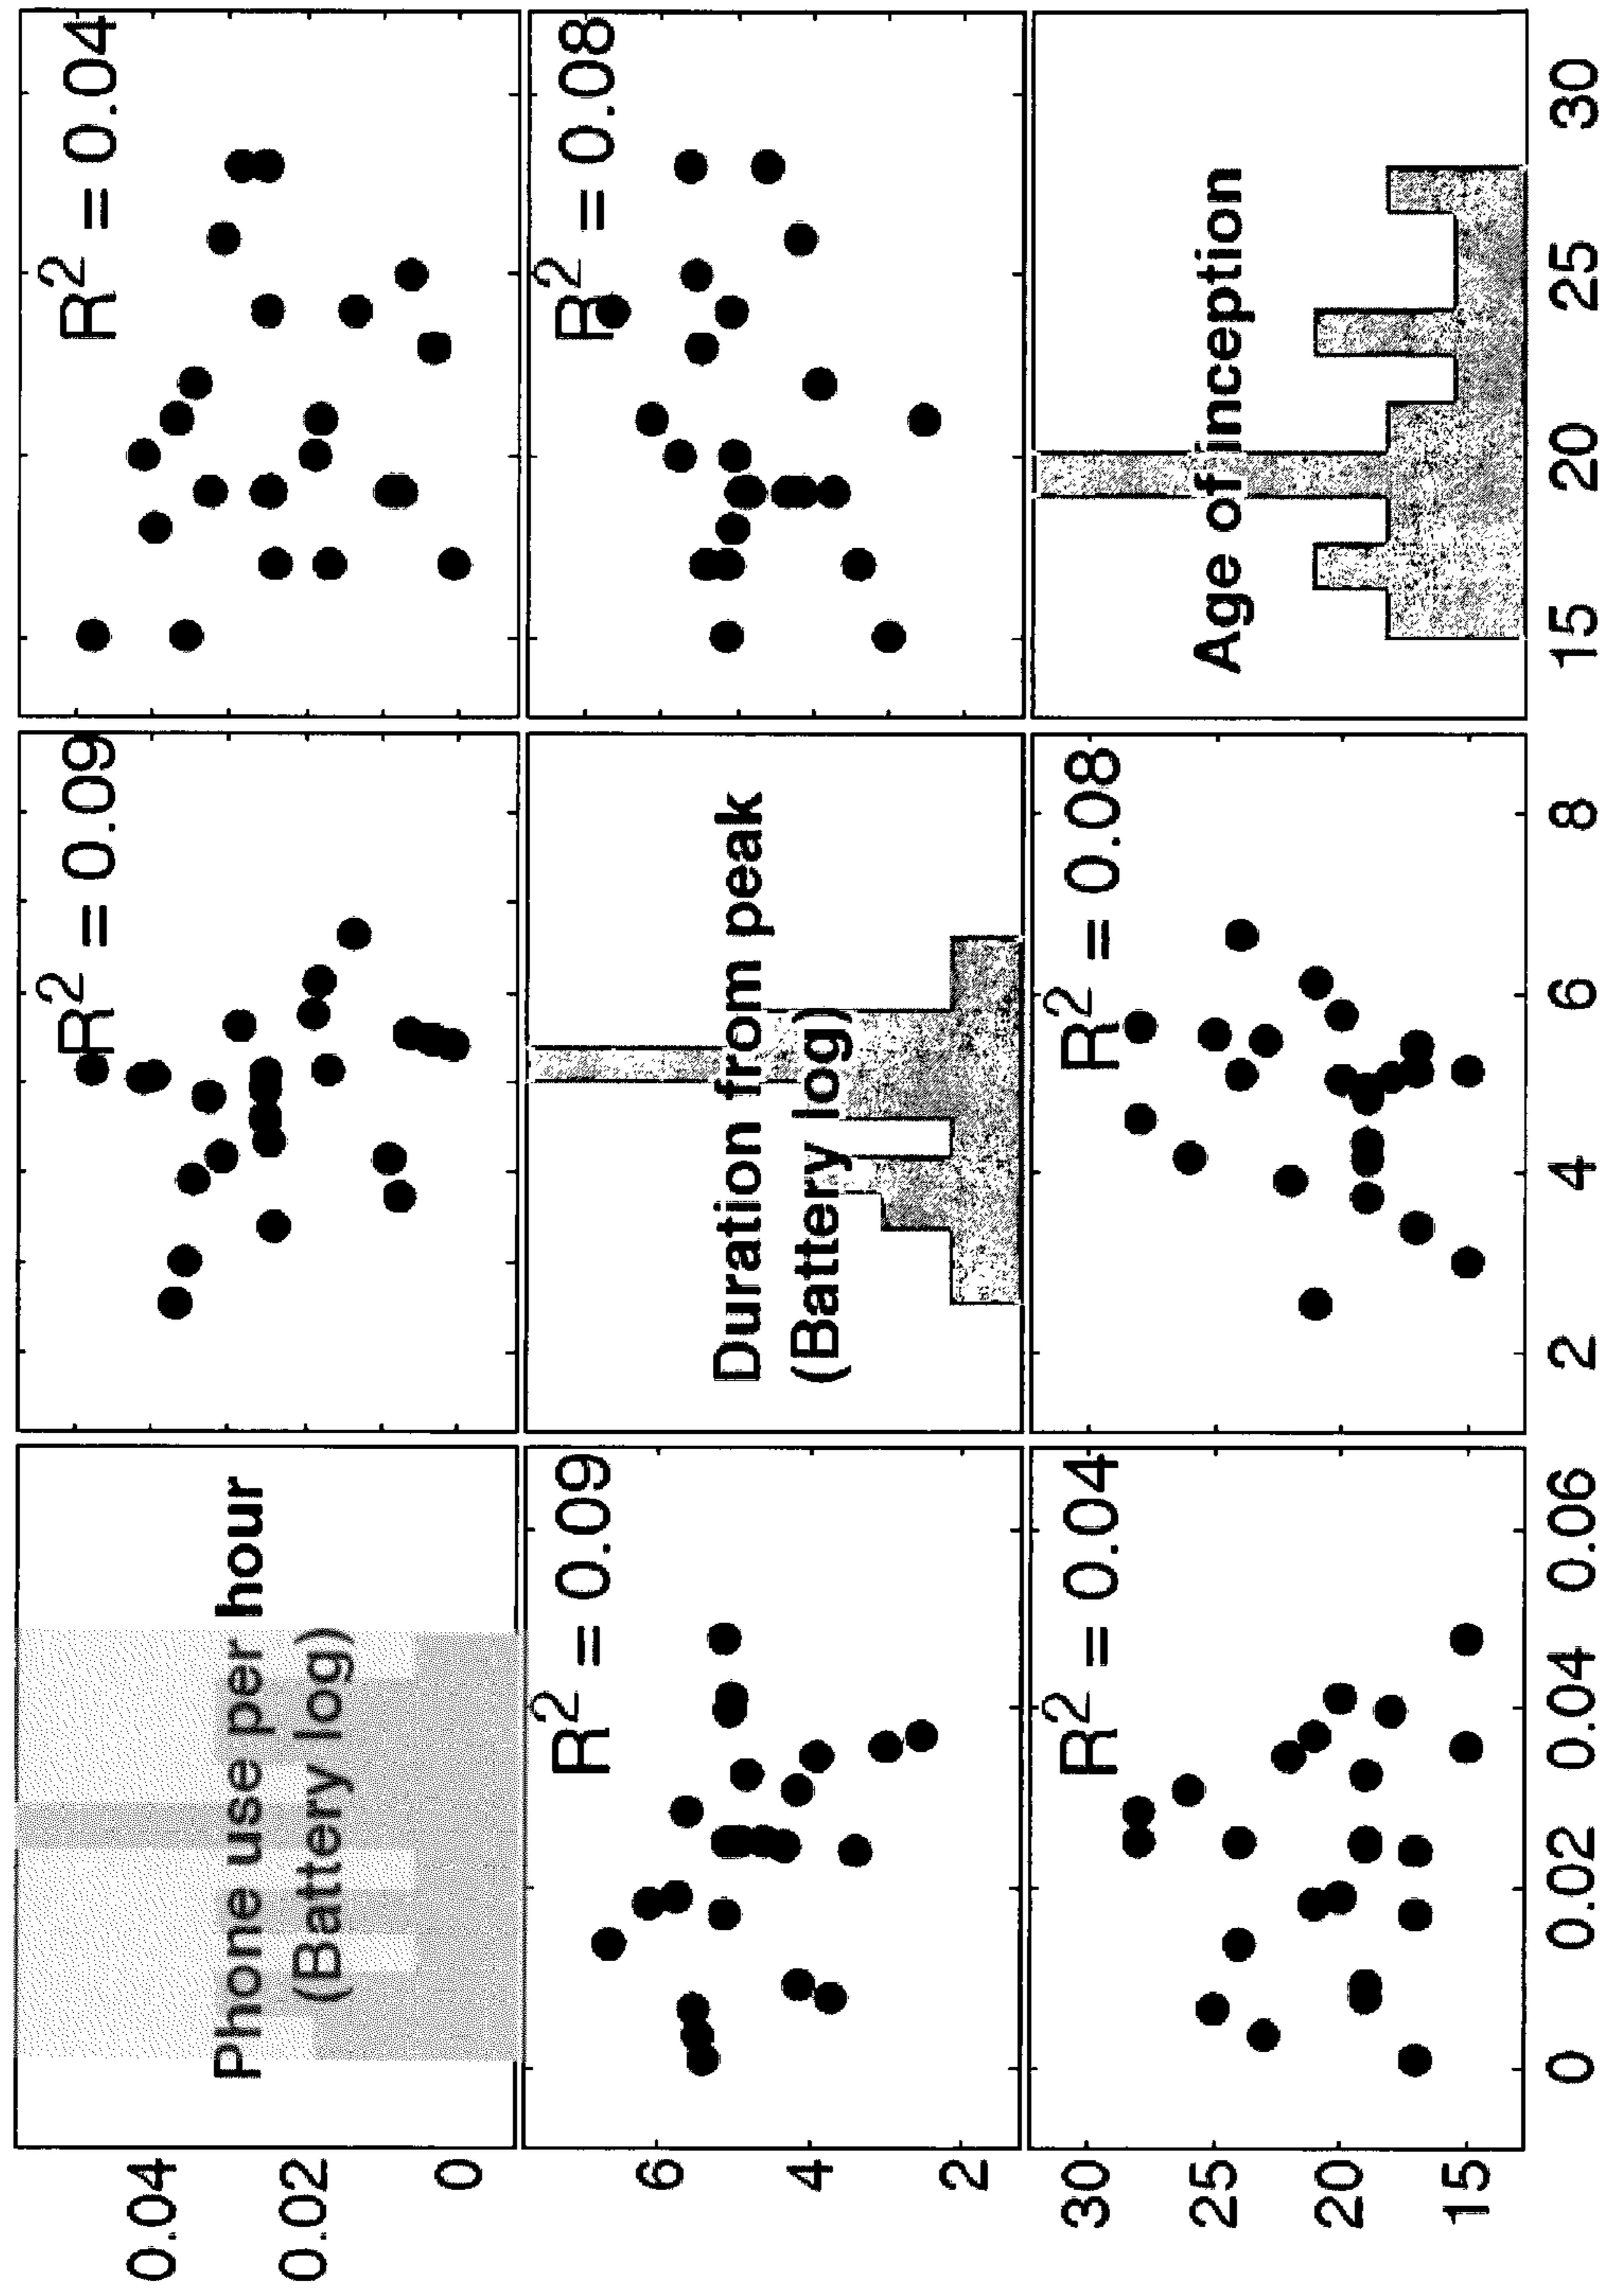 R² = 0.09
R² = 0.04
0.04
Phone use per hour
(Battery log)
0.02
0
R² = 0.09
R² = 0.08
6
Duration from peak
(Battery log)
4
2
R² = 0.04
R² = 0.08
30
25
Age of inception
20
15
0 0.02 0.04 0.06 2 4 6 8 15 20 25 30